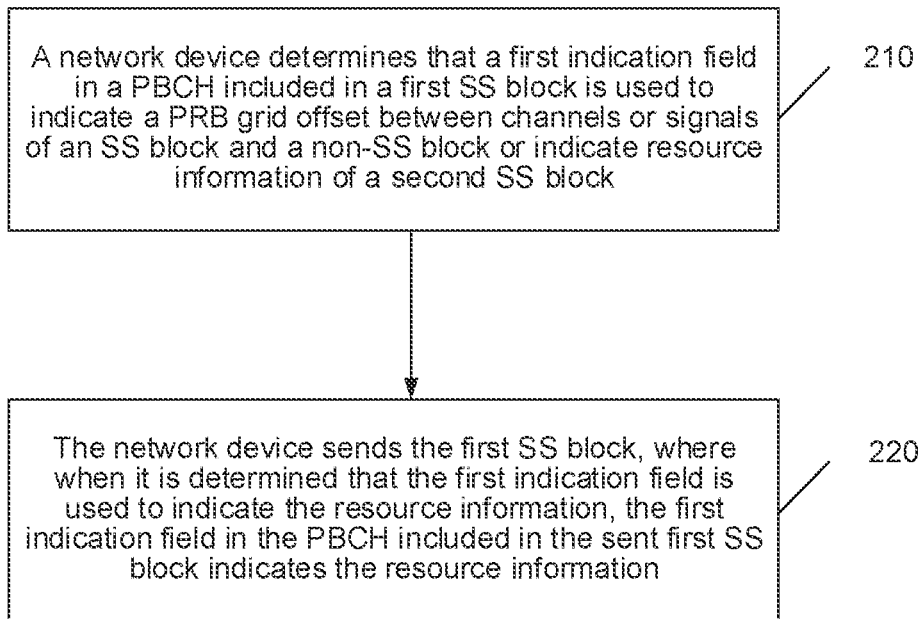 A network device determines that a first indication field
in a PBCH included in a first SS block is used to
indicate a PRB grid offset between channels or signals
of an SS block and a non-SS block or indicate resource
information of a second SS block
210
The network device sends the first SS block, where
when it is determined that the first indication field is
used to indicate the resource information, the first
indication field in the PBCH included in the sent first SS
block indicates the resource information
220